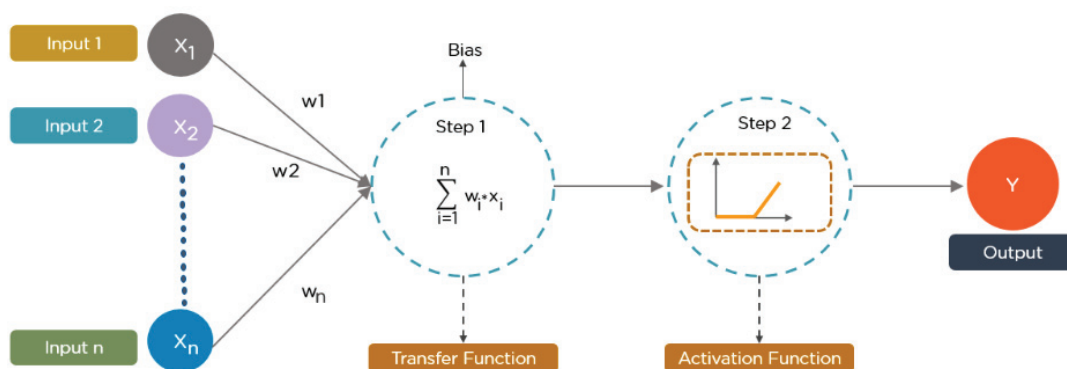 Input 1
X1
Bias
w1
Input 2
X2
w2
Step 1
n
∑ wi*xi
i=1
Step 2
Y
Output
wn
Input n
Xn
Transfer Function
Activation Function